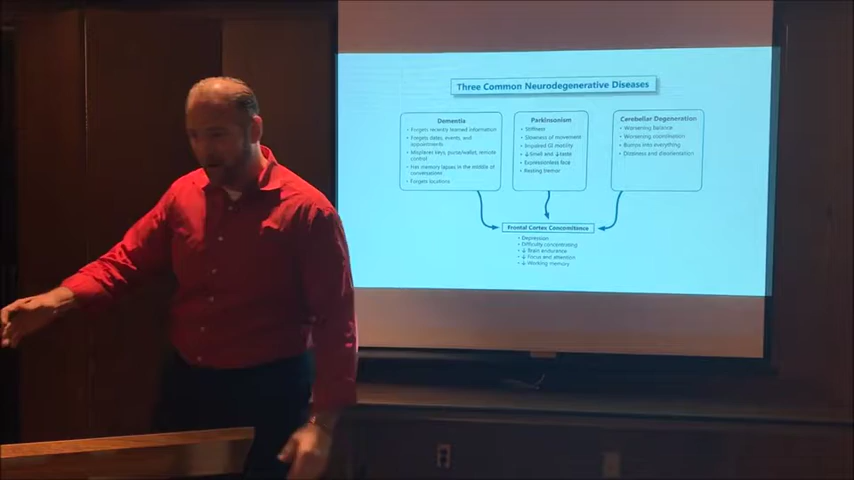 Three Common Neurodegenerative Diseases
Dementia
• Forgets recently learned information
• Forgets dates, events, and
appointments
• Misplaces keys, purse/wallet, remote
control
• Has memory lapses in the middle of
conversations
• Forgets locations
Parkinsonism
• Stiffness
• Slowness of movement
• Impaired GI motility
• ↓Smell and ↓taste
• Expressionless face
• Resting tremor
Cerebellar Degeneration
• Worsening balance
• Worsening coordination
• Bumps into everything
• Dizziness and disorientation
Frontal Cortex Concomitance
• Depression
• Difficulty concentrating
• ↓ Brain endurance
• ↓ Focus and attention
• ↓ Working memory